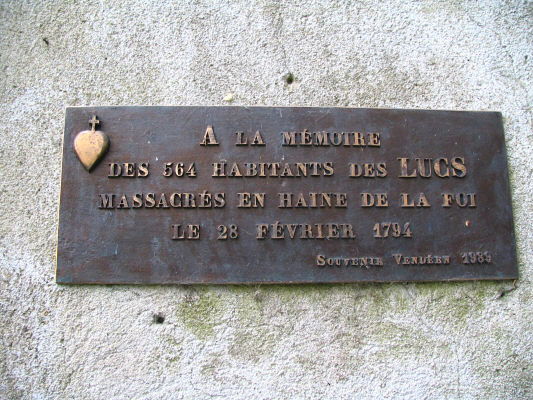 A LA MÉMOIRE
DES 564 HABITANTS DES LUCS
MASSACRÉS EN HAINE DE LA FOI
LE 28 FÉVRIER 1794
SOUVENIR VENDÉEN 1989